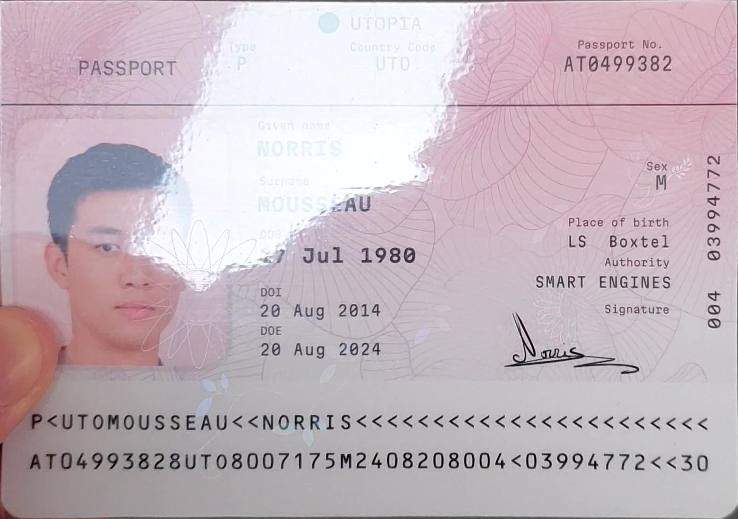 UTOPIA
PASSPORT
Type
P
Country Code
UTO
Passport No.
AT0499382
Given name
NORRIS
Surname
MOUSSEAU
Jul 1980
DOI
20 Aug 2014
DOE
20 Aug 2024
Sex
M
Place of birth
LS Boxtel
Authority
SMART ENGINES
Signature
Norris
004 03994772
P<UTOMOUSSEAU<<NORRIS<<<<<<<<<<<<<<<<<<<<<<<
AT04993828UTO8007175M2408208004<03994772<<30